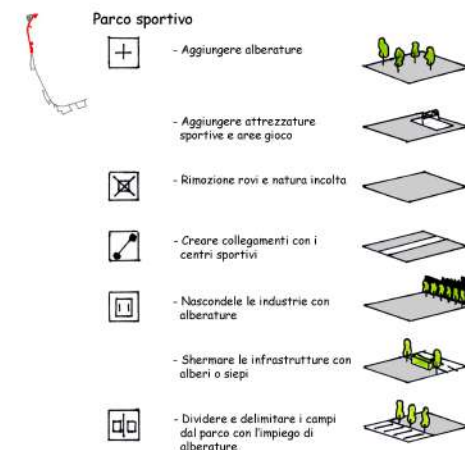 Parco sportivo
- Aggiungere alberature
- Aggiungere attrezzature
sportive e aree gioco
- Rimozione rovi e natura incolta
- Creare collegamenti con i
centri sportivi
- Nascondele le industrie con
alberature
- Shermare le infrastrutture con
alberi o siepi
- Dividere e delimitare i campi
dal parco con l'impiego di
alberature